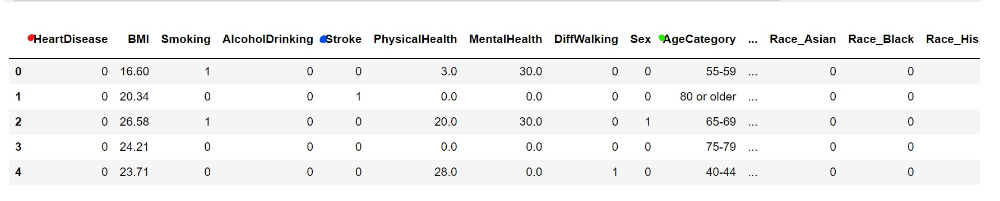 HeartDisease BMI Smoking AlcoholDrinking Stroke PhysicalHealth MentalHealth DiffWalking Sex AgeCategory ... Race_Asian Race_Black Race_His
0 0 16.60 1 0 0 3.0 30.0 0 0 55-59 ... 0 0
1 0 20.34 0 0 1 0.0 0.0 0 0 80 or older ... 0 0
2 0 26.58 1 0 0 20.0 30.0 0 1 65-69 ... 0 0
3 0 24.21 0 0 0 0.0 0.0 0 0 75-79 ... 0 0
4 0 23.71 0 0 0 28.0 0.0 1 0 40-44 ... 0 0